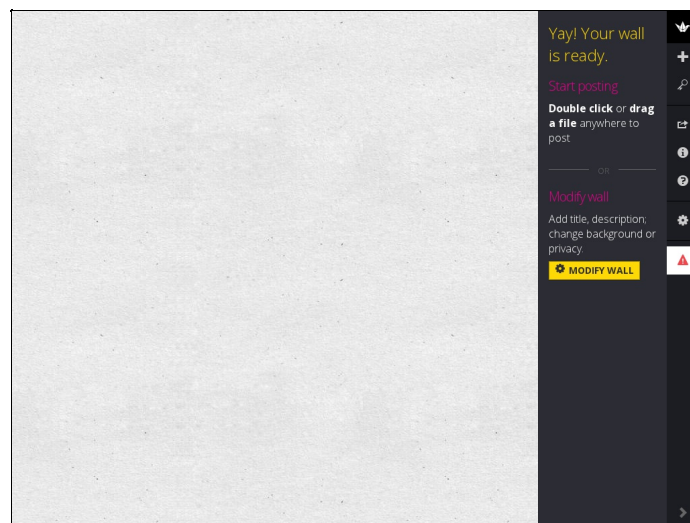 Yay! Your wall
is ready.
Start posting
Double click or drag
a file anywhere to
post
OR
Modify wall
Add title, description;
change background or
privacy.
MODIFY WALL